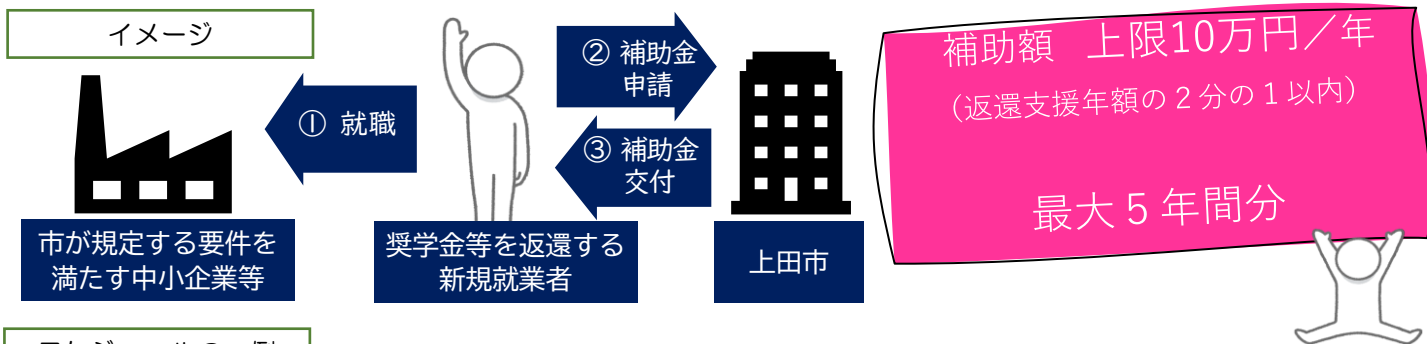 イメージ
① 就職
② 補助金
申請
③ 補助金
交付
市が規定する要件を
満たす中小企業等
奨学金等を返還する
新規就業者
上田市
補助額　上限10万円／年
（返還支援年額の２分の１以内）
最大５年間分